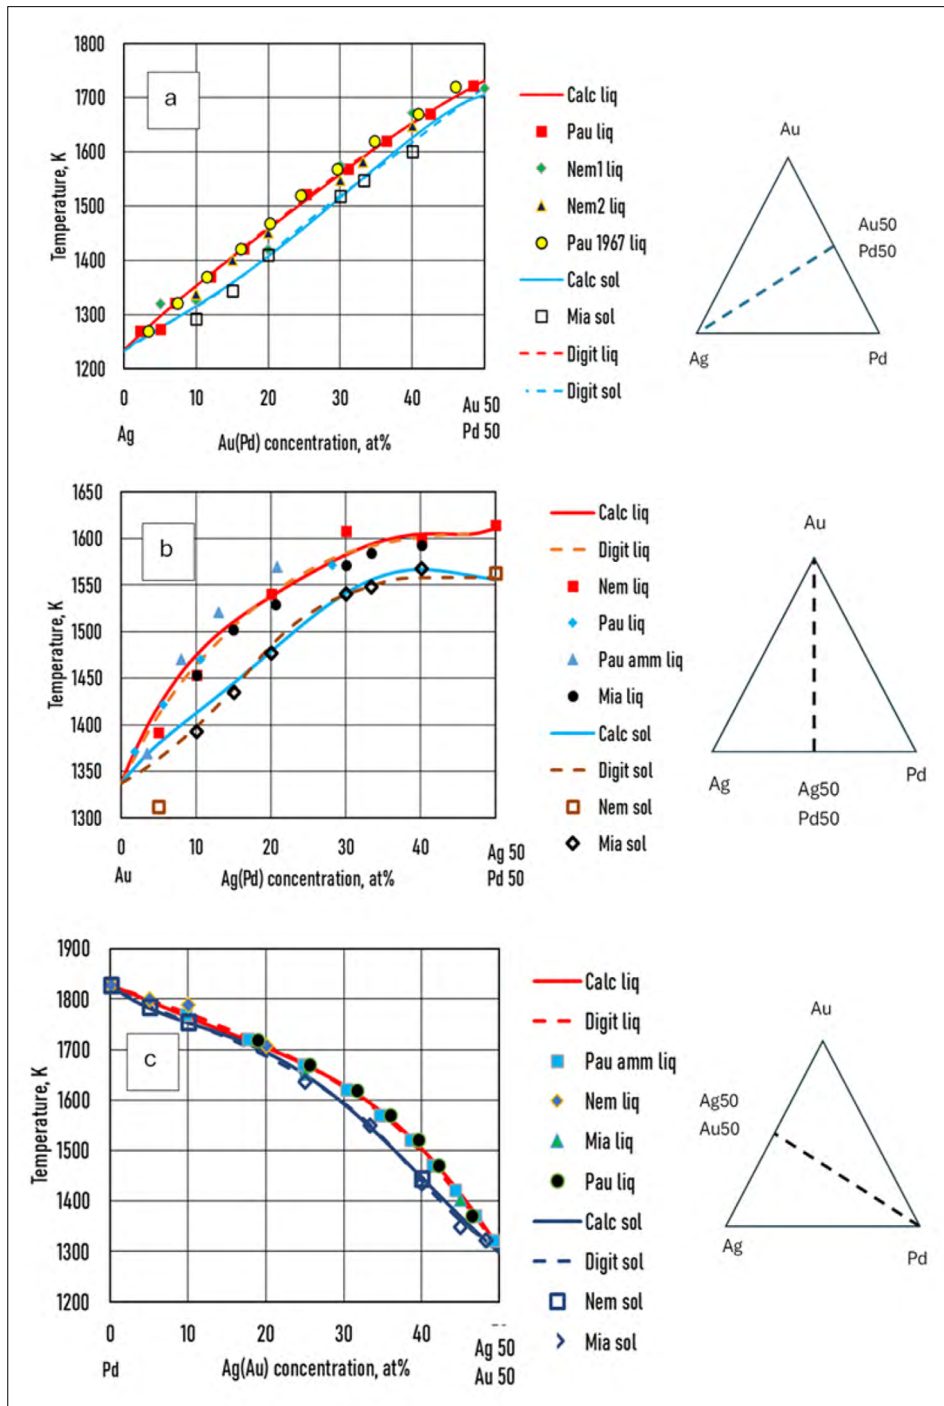 a
Temperature, K
1800
1700
1600
1500
1400
1300
1200
0
10
20
30
40
Au 50
Pd 50
Ag
Au(Pd) concentration, at%
Calc liq
Pau liq
Nem1 liq
Nem2 liq
Pau 1967 liq
Calc sol
Mia sol
Digit liq
Digit sol
Au
Au50
Pd50
Ag
Pd
b
Temperature, K
1650
1600
1550
1500
1450
1400
1350
1300
0
10
20
30
40
Ag 50
Pd 50
Au
Ag(Pd) concentration, at%
Calc liq
Digit liq
Nem liq
Pau liq
Pau amm liq
Mia liq
Calc sol
Digit sol
Nem sol
Mia sol
Au
Ag
Pd
Ag50
Pd50
c
Temperature, K
1900
1800
1700
1600
1500
1400
1300
1200
0
10
20
30
40
Ag 50
Au 50
Pd
Ag(Au) concentration, at%
Calc liq
Digit liq
Pau amm liq
Nem liq
Mia liq
Pau liq
Calc sol
Digit sol
Nem sol
Mia sol
Au
Ag50
Au50
Ag
Pd